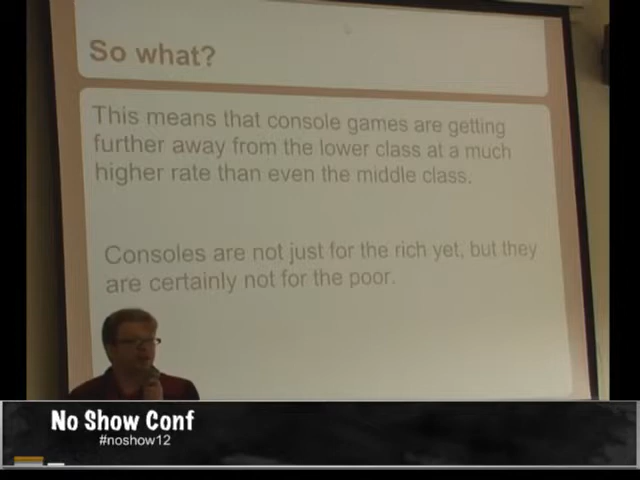 So what?
This means that console games are getting
further away from the lower class at a much
higher rate than even the middle class.
Consoles are not just for the rich yet, but they
are certainly not for the poor.
No Show Conf
#noshow12